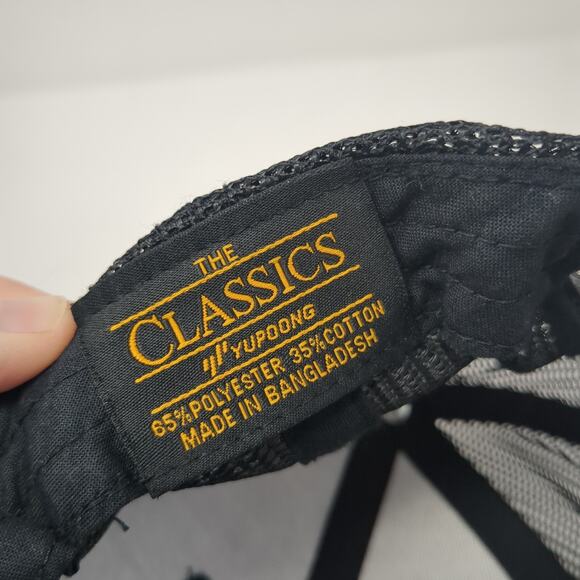 THE
CLASSICS
YUPOONG
65%POLYESTER 35%COTTON
MADE IN BANGLADESH